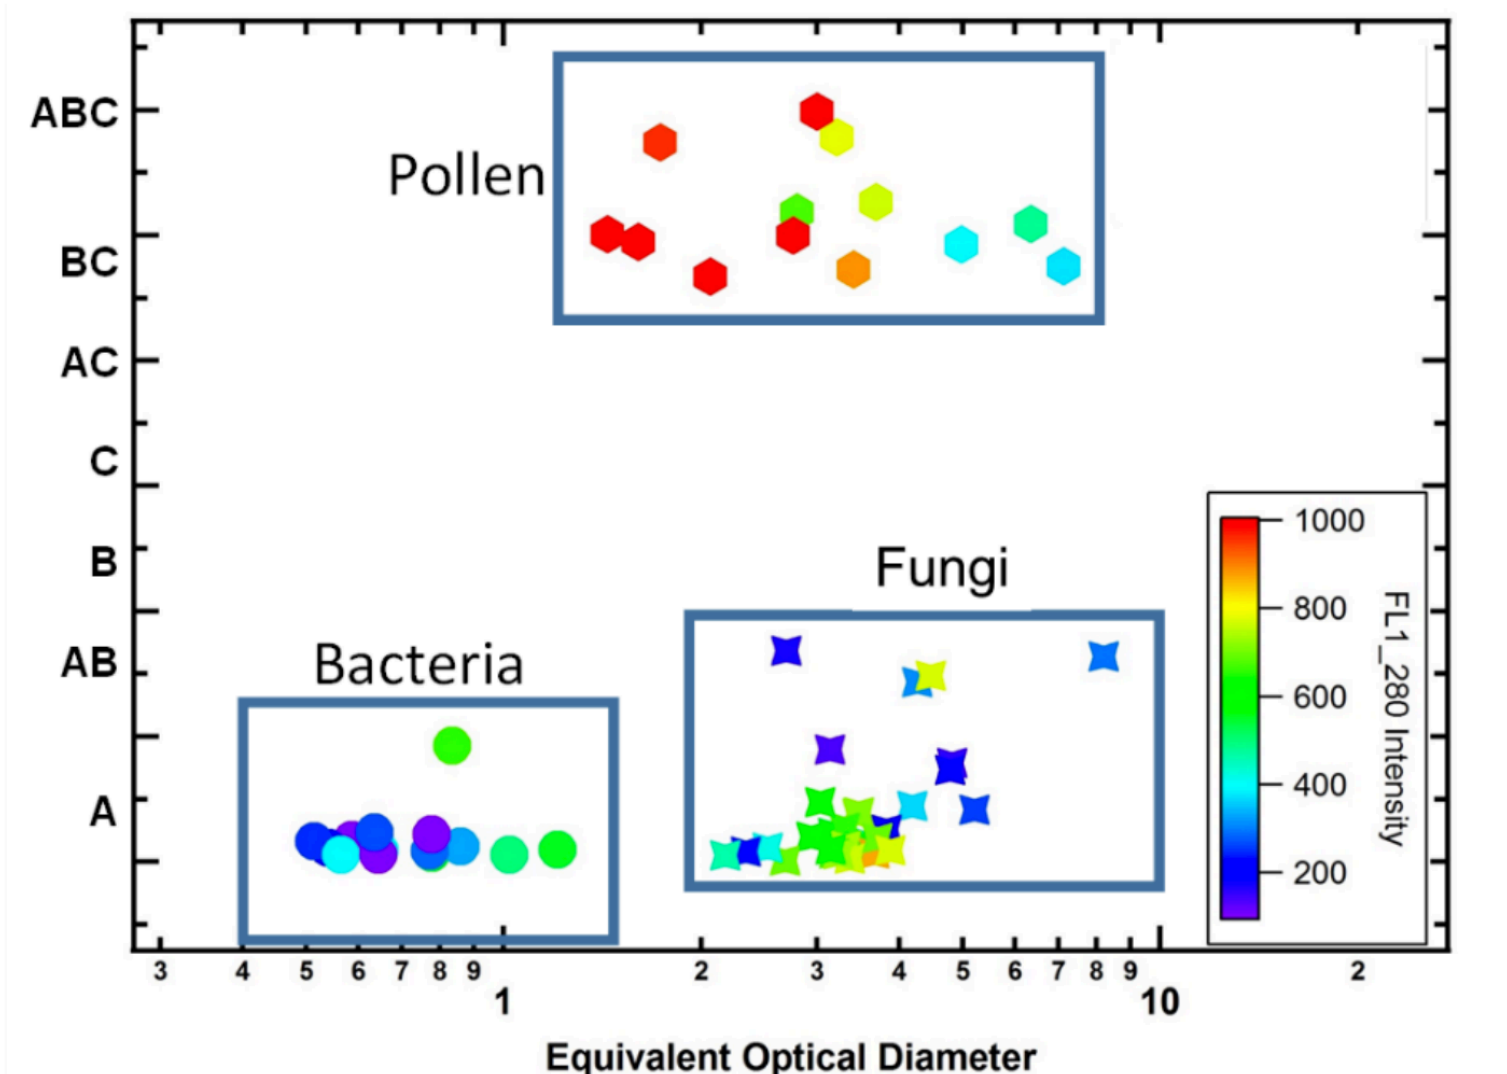 ABC
Pollen
BC
AC
C
B
Fungi
AB
Bacteria
A
1000
800
600
400
200
FL1_280 Intensity
3 4 5 6 7 8 9 2 3 4 5 6 7 8 9 2
1 10
Equivalent Optical Diameter